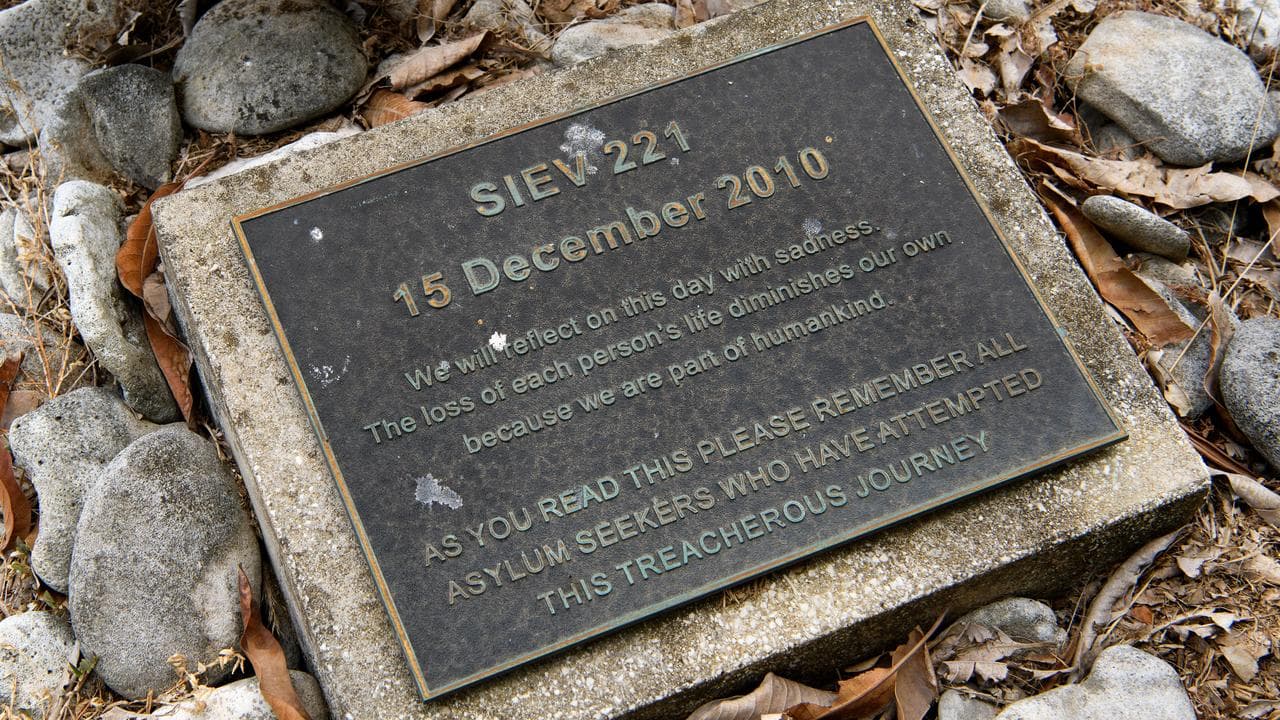 SIEV 221
15 December 2010
We will reflect on this day with sadness.
The loss of each person's life diminishes our own
because we are part of humankind.
AS YOU READ THIS PLEASE REMEMBER ALL
ASYLUM SEEKERS WHO HAVE ATTEMPTED
THIS TREACHEROUS JOURNEY